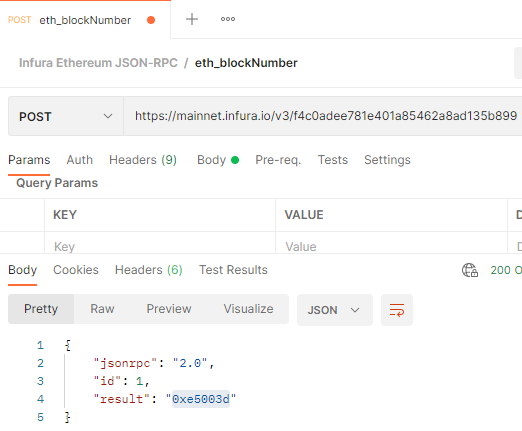 POST eth_blockNumber
Infura Ethereum JSON-RPC / eth_blockNumber
POST https://mainnet.infura.io/v3/f4c0adee781e401a85462a8ad135b899
Params Auth Headers (9) Body Pre-req. Tests Settings
Query Params
KEY VALUE D
Key Value D
Body Cookies Headers (6) Test Results 200 O
Pretty Raw Preview Visualize JSON
1 {
2 "jsonrpc": "2.0",
3 "id": 1,
4 "result": "0xe5003d"
5 }